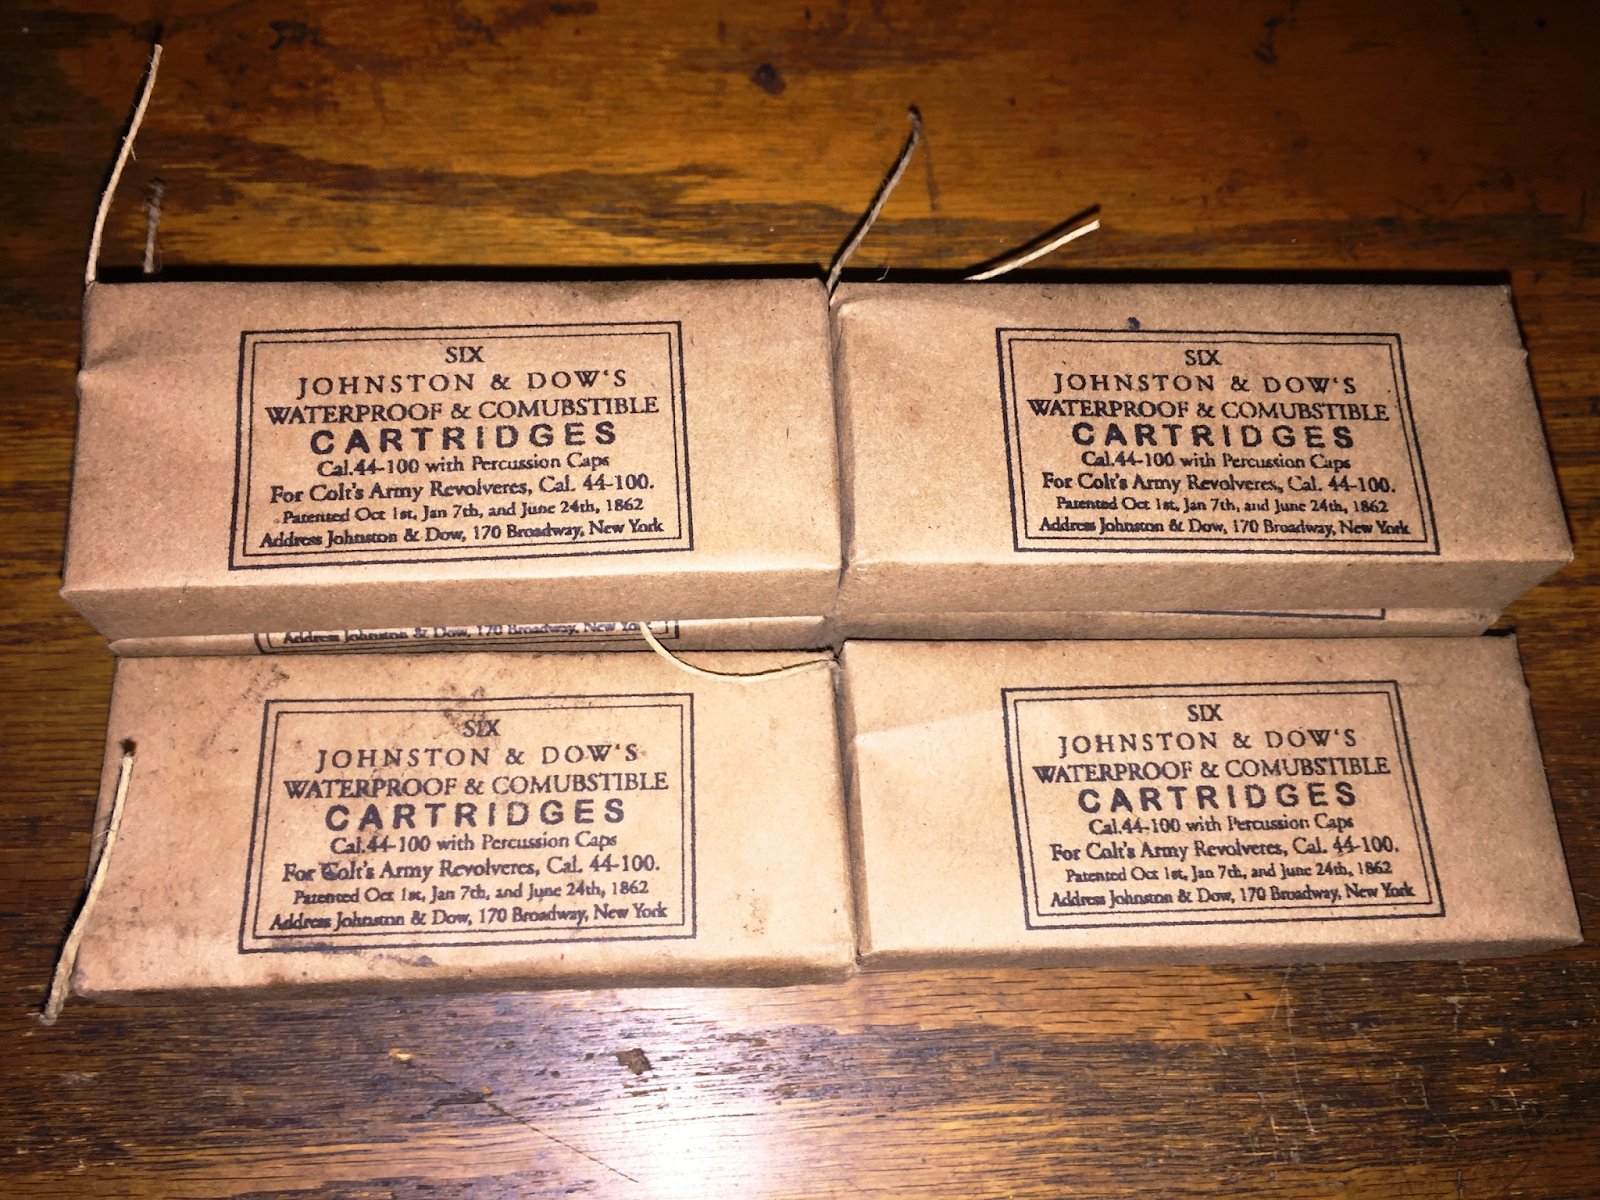 SIX
JOHNSTON & DOW'S
WATERPROOF & COMUBSTIBLE
CARTRIDGES
Cal.44-100 with Percussion Caps
For Colt's Army Revolveres, Cal. 44-100.
Patented Oct 1st, Jan 7th, and June 24th, 1862
Address Johnston & Dow, 170 Broadway, New York
SIX
JOHNSTON & DOW'S
WATERPROOF & COMUBSTIBLE
CARTRIDGES
Cal.44-100 with Percussion Caps
For Colt's Army Revolveres, Cal. 44-100.
Patented Oct 1st, Jan 7th, and June 24th, 1862
Address Johnston & Dow, 170 Broadway, New York
Address Johnston & Dow, 170 Broadway, New York
SIX
JOHNSTON & DOW'S
WATERPROOF & COMUBSTIBLE
CARTRIDGES
Cal.44-100 with Percussion Caps
For Colt's Army Revolveres, Cal. 44-100.
Patented Oct 1st, Jan 7th, and June 24th, 1862
Address Johnston & Dow, 170 Broadway, New York
SIX
JOHNSTON & DOW'S
WATERPROOF & COMUBSTIBLE
CARTRIDGES
Cal.44-100 with Percussion Caps
For Colt's Army Revolveres, Cal. 44-100.
Patented Oct 1st, Jan 7th, and June 24th, 1862
Address Johnston & Dow, 170 Broadway, New York